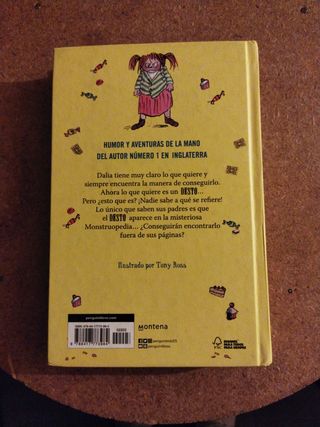 HUMOR Y AVENTURAS DE LA MANO
DEL AUTOR NÚMERO 1 EN INGLATERRA
Dalia tiene muy claro lo que quiere y
siempre encuentra la manera de conseguirlo.
Ahora lo que quiere es un DESTO...
Pero ¿esto que es? ¡Nadie sabe a qué se refiere!
Lo único que saben sus padres es que
el DESTO aparece en la misteriosa
Monstruopedia... ¿Conseguirán encontrarlo
fuera de sus páginas?
Ilustrado por Tony Ross
montena
FSC